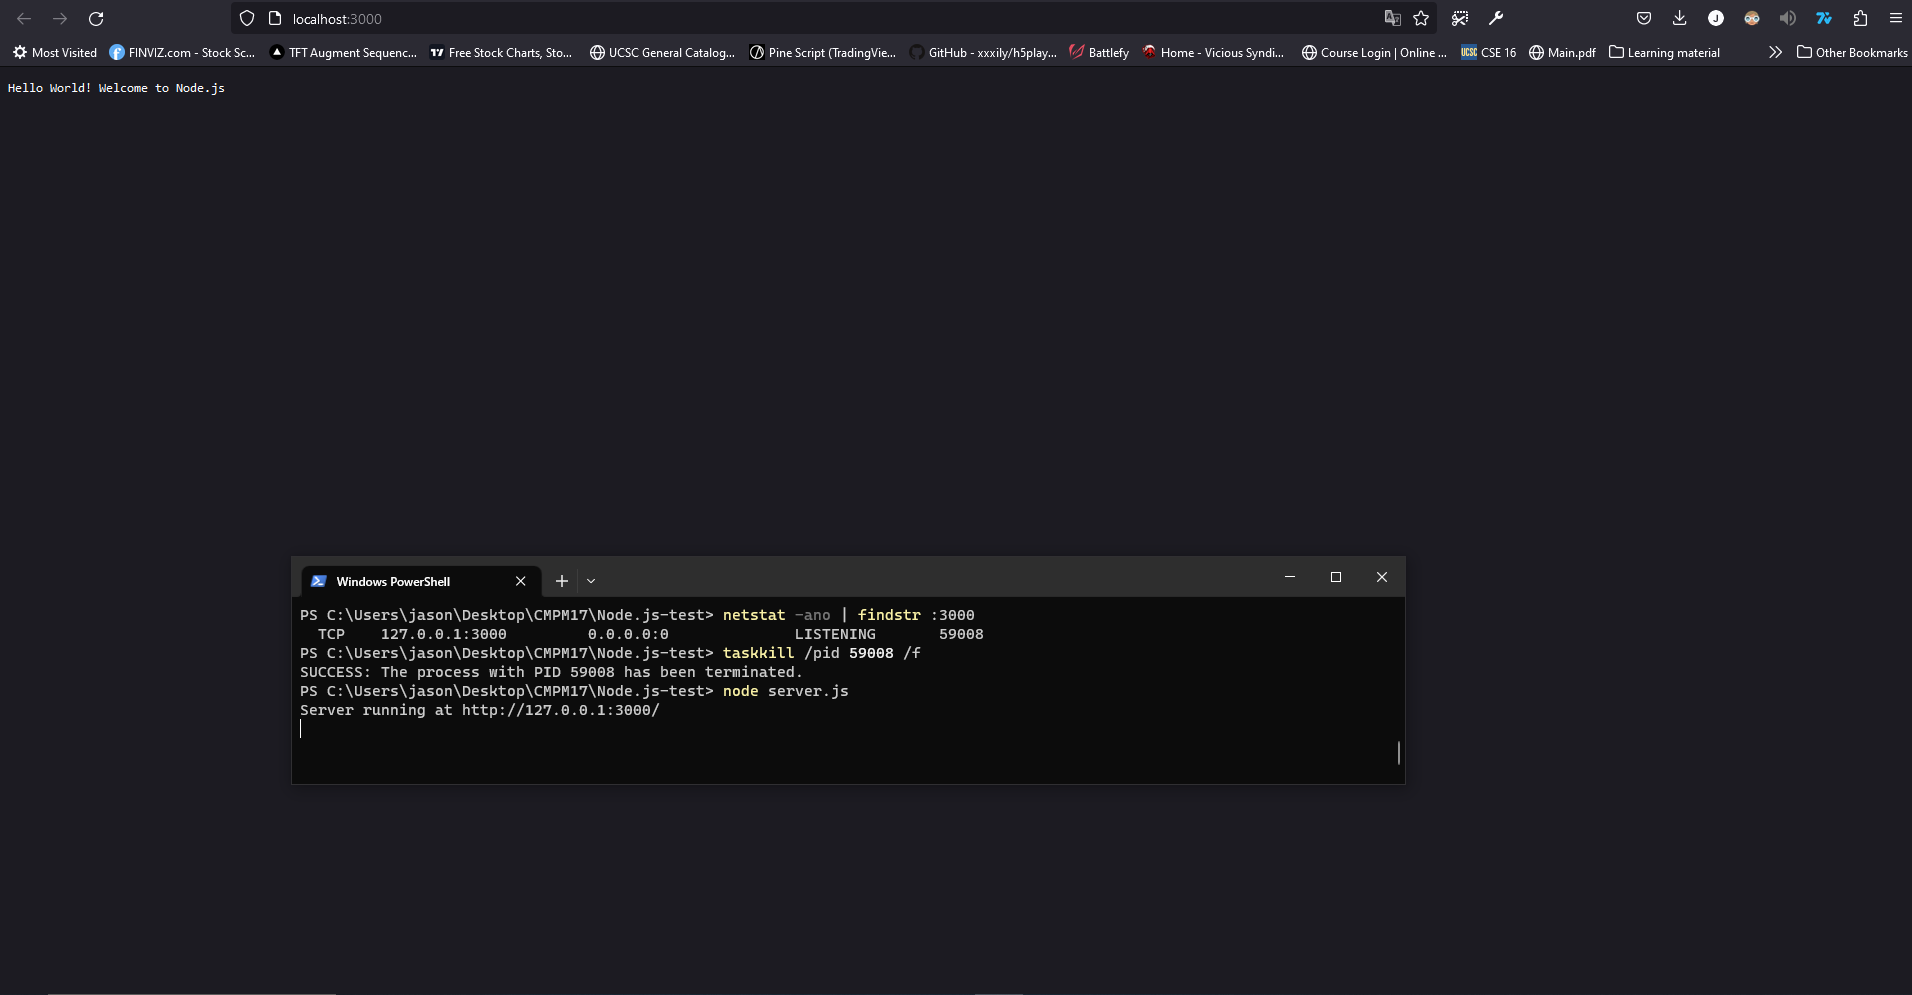 localhost:3000
Most Visited FINVIZ.com - Stock Sc... TFT Augment Sequenc... Free Stock Charts, Sto... UCSC General Catalog... Pine Script (TradingVie... GitHub - xxxily/h5play... Battlefy Home - Vicious Syndi... Course Login | Online ... UCSC CSE 16 Main.pdf Learning material Other Bookmarks
Hello World! Welcome to Node.js
Windows PowerShell
PS C:\Users\jason\Desktop\CMPM17\Node.js-test> netstat -ano | findstr :3000
TCP 127.0.0.1:3000 0.0.0.0:0 LISTENING 59008
PS C:\Users\jason\Desktop\CMPM17\Node.js-test> taskkill /pid 59008 /f
SUCCESS: The process with PID 59008 has been terminated.
PS C:\Users\jason\Desktop\CMPM17\Node.js-test> node server.js
Server running at http://127.0.0.1:3000/